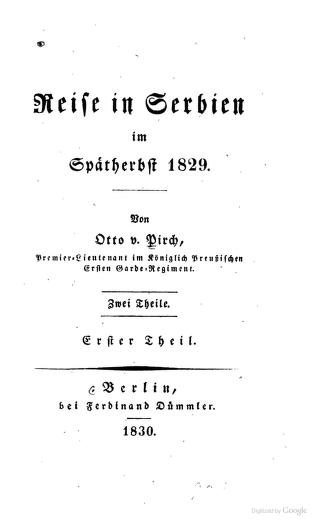 Reise in Serbien
im
Spätherbst 1829.
Von
Otto v. Pirch,
Premier-Lieutenant im Königlich Preußischen
Ersten Garde-Regiment.
Zwei Theile.
Erster Theil.
Berlin,
bei Ferdinand Dümmler.
1830.
Digitized by Google